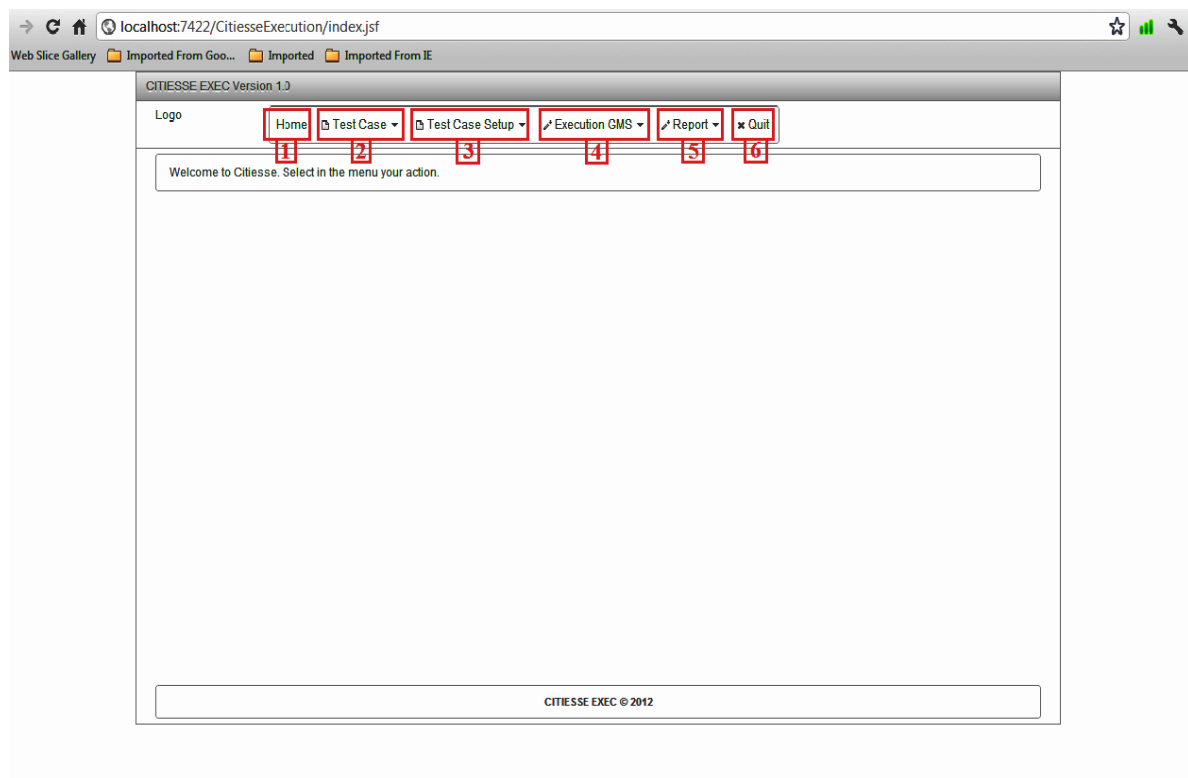 localhost:7422/CitiesseExecution/index.jsf
Web Slice Gallery Imported From Goo... Imported Imported From IE
CITIESSE EXEC Version 1.0
Logo Home Test Case Test Case Setup Execution GMS Report Quit
1 2 3 4 5 6
Welcome to Citiesse. Select in the menu your action.
CITIESSE EXEC © 2012